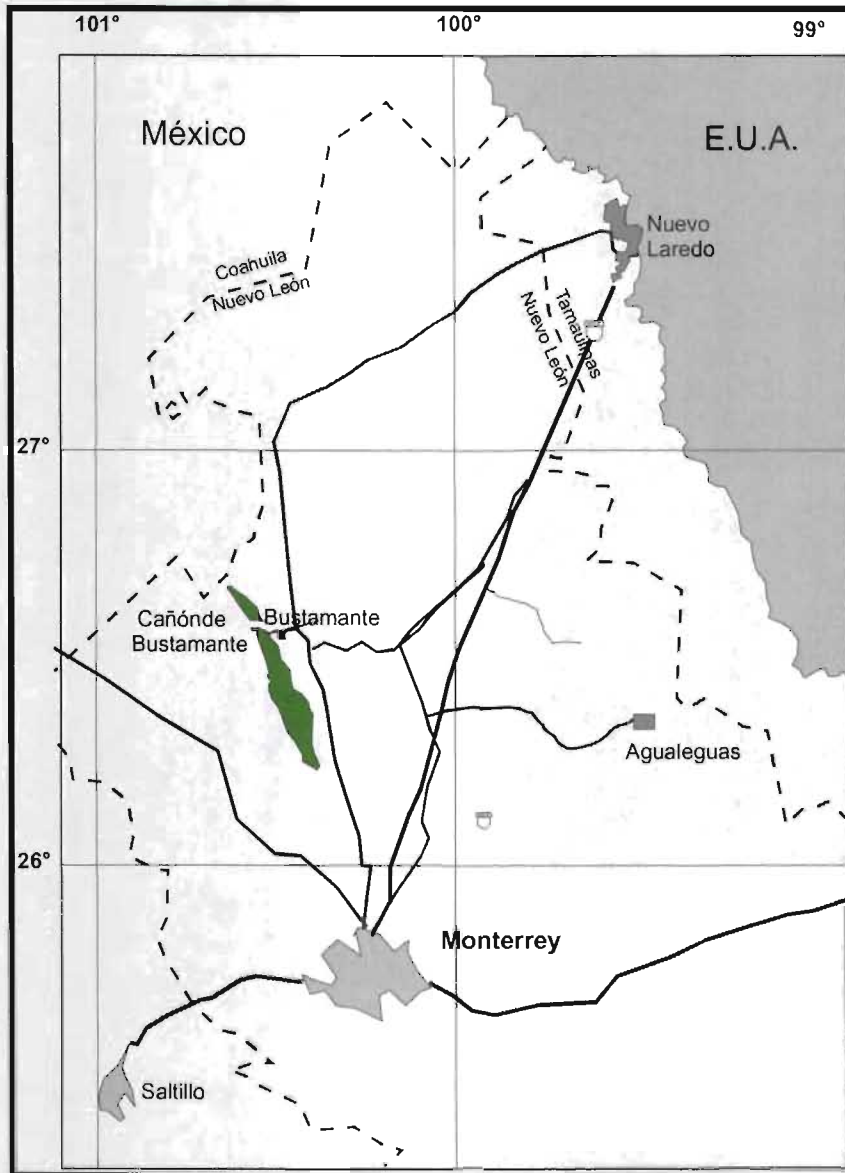 101°
100°
99°
México
E.U.A.
Nuevo
Laredo
Coahuila
Nuevo León
Tamaulipas
Nuevo León
27°
Cañónde
Bustamante
Bustamante
Agualeguas
26°
Monterrey
Saltillo